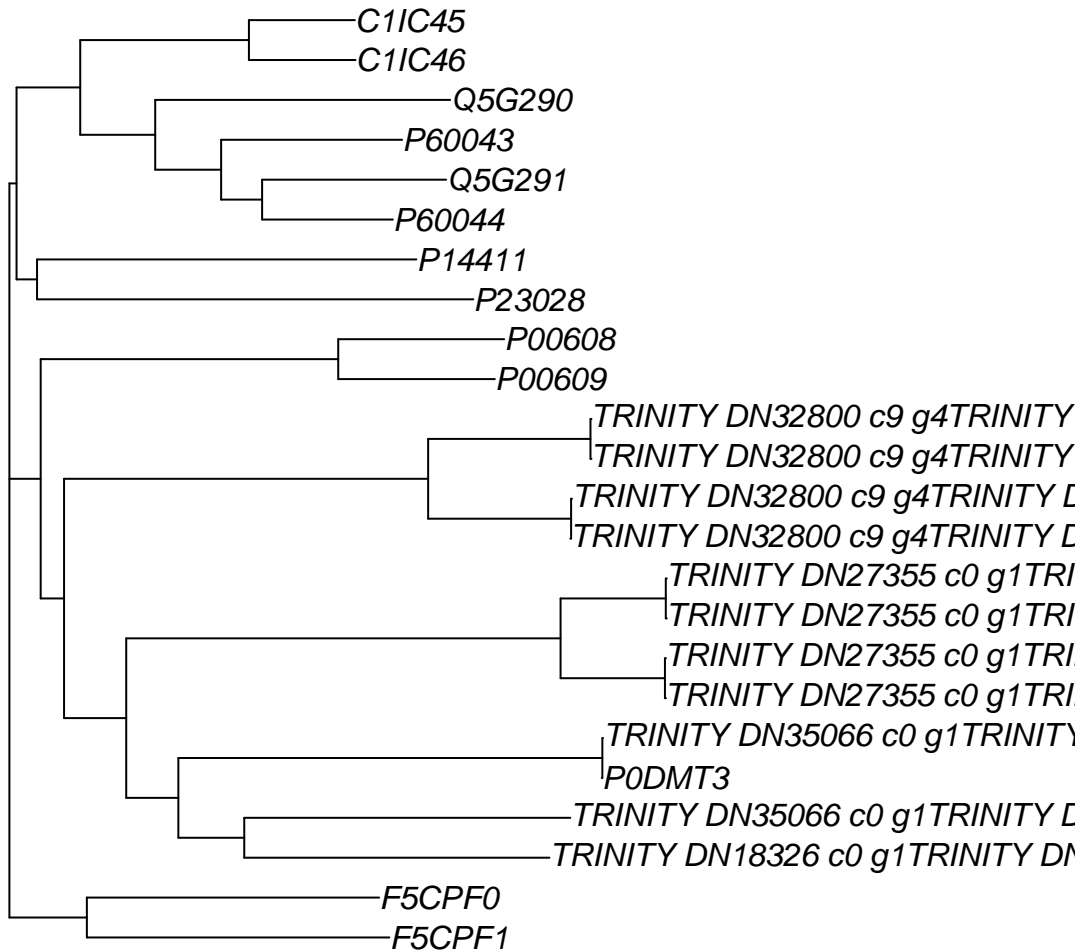 C1IC45
C1IC46
Q5G290
P60043
Q5G291
P60044
P14411
P23028
P00608
P00609
TRINITY DN32800 c9 g4TRINITY
TRINITY DN32800 c9 g4TRINITY
TRINITY DN32800 c9 g4TRINITY D
TRINITY DN32800 c9 g4TRINITY D
TRINITY DN27355 c0 g1TRI
TRINITY DN27355 c0 g1TRI
TRINITY DN27355 c0 g1TRI
TRINITY DN27355 c0 g1TRI
TRINITY DN35066 c0 g1TRINITY
P0DMT3
TRINITY DN35066 c0 g1TRINITY D
TRINITY DN18326 c0 g1TRINITY DN
F5CPF0
F5CPF1